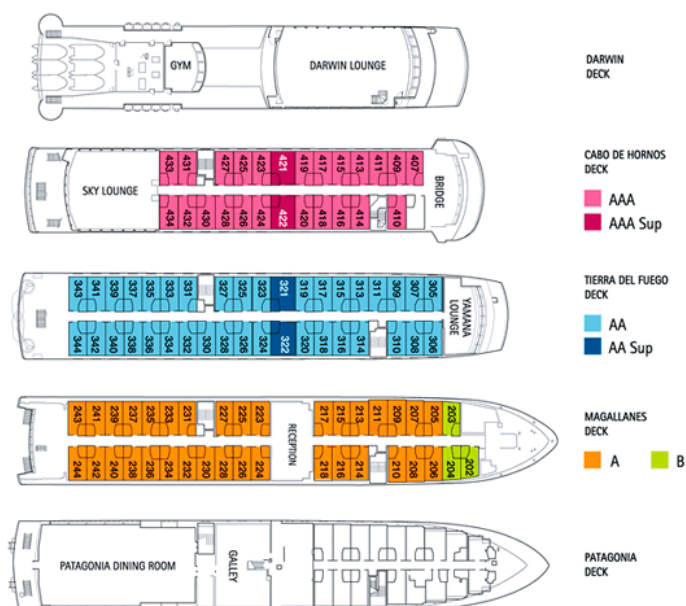 GYM
DARWIN LOUNGE
DARWIN
DECK
SKY LOUNGE
433 431 427 425 423 421 419 417 415 413 411 409 407
434 432 430 428 426 424 422 420 418 416 414 410
BRIDGE
CABO DE HORNOS
DECK
AAA
AAA Sup
343 341 339 337 335 333 331 327 325 323 321 319 317 315 313 311 309 307 305
344 342 340 338 336 334 332 330 328 326 324 322 320 318 316 314 310 308 306
YAMANA
LOUNGE
TIERRA DEL FUEGO
DECK
AA
AA Sup
243 241 239 237 235 233 231 227 225 223 217 215 213 211 209 207 205 203
244 242 240 238 236 234 232 230 228 226 224 218 216 214 210 208 206 204 202
RECEPTION
MAGALLANES
DECK
A B
PATAGONIA DINING ROOM
GALLEY
PATAGONIA
DECK